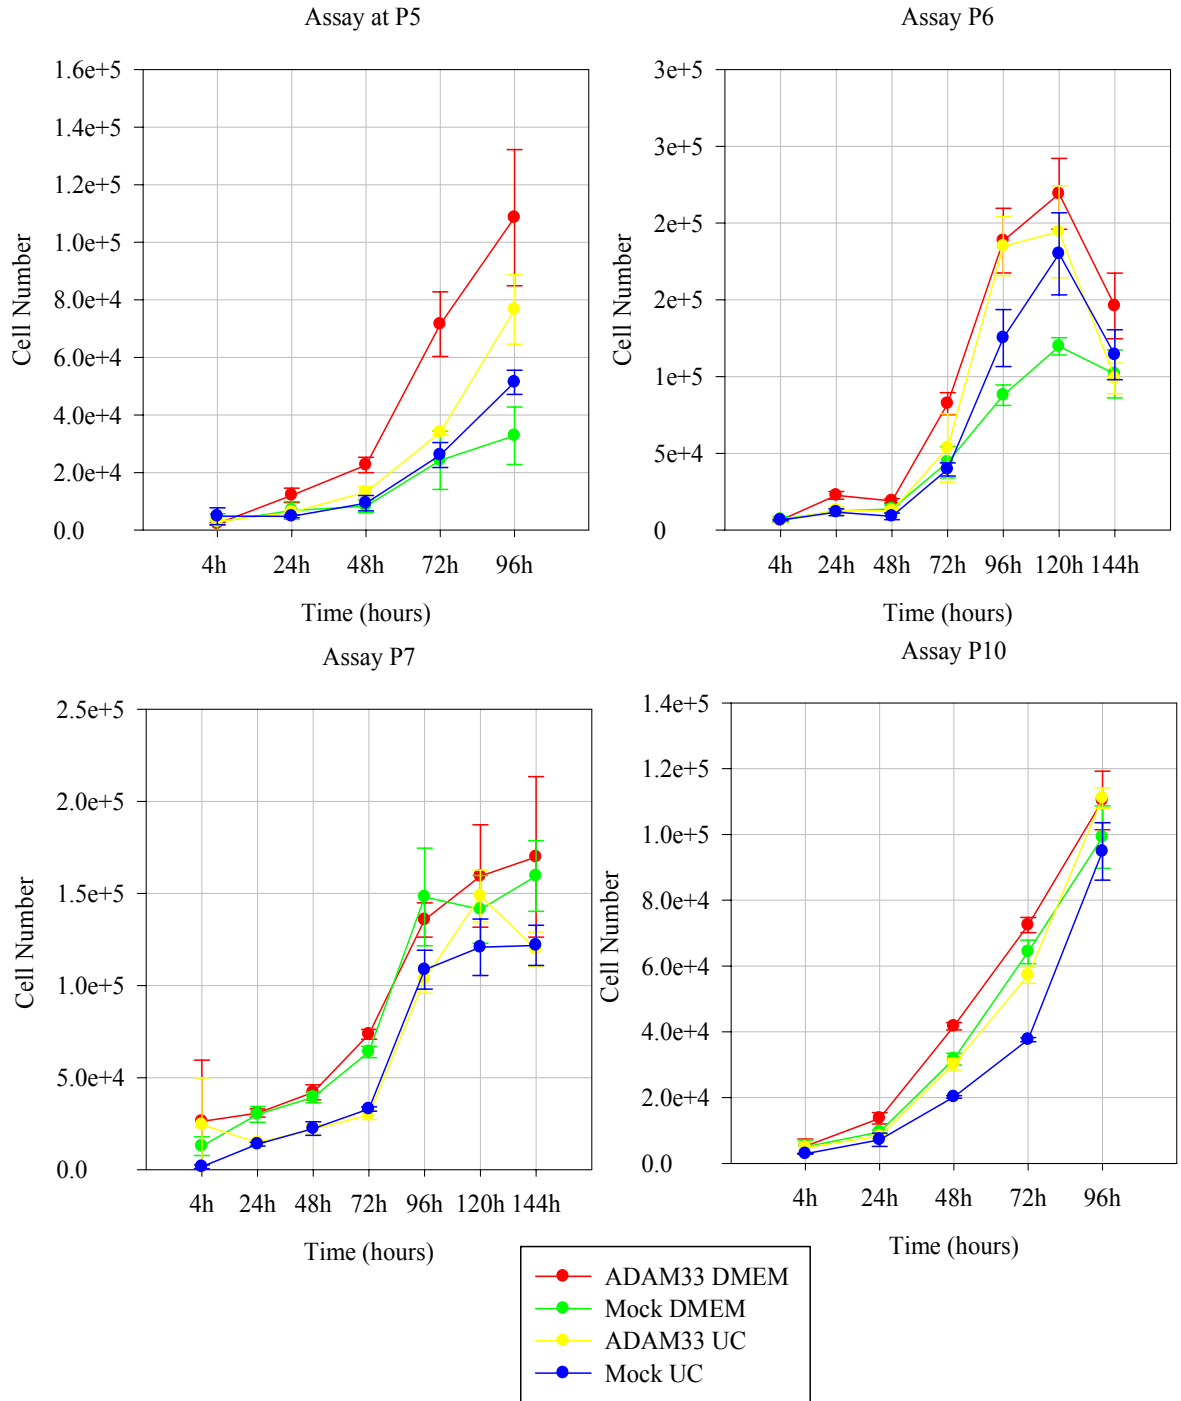 Assay at P5
1.6e+5
1.4e+5
1.2e+5
1.0e+5
8.0e+4
6.0e+4
4.0e+4
2.0e+4
0.0
Cell Number
4h 24h 48h 72h 96h
Time (hours)
Assay P6
3e+5
3e+5
2e+5
2e+5
1e+5
5e+4
0
Cell Number
4h 24h 48h 72h 96h 120h 144h
Time (hours)
Assay P7
2.5e+5
2.0e+5
1.5e+5
1.0e+5
5.0e+4
0.0
Cell Number
4h 24h 48h 72h 96h 120h 144h
Time (hours)
Assay P10
1.4e+5
1.2e+5
1.0e+5
8.0e+4
6.0e+4
4.0e+4
2.0e+4
0.0
Cell Number
4h 24h 48h 72h 96h
Time (hours)
ADAM33 DMEM
Mock DMEM
ADAM33 UC
Mock UC